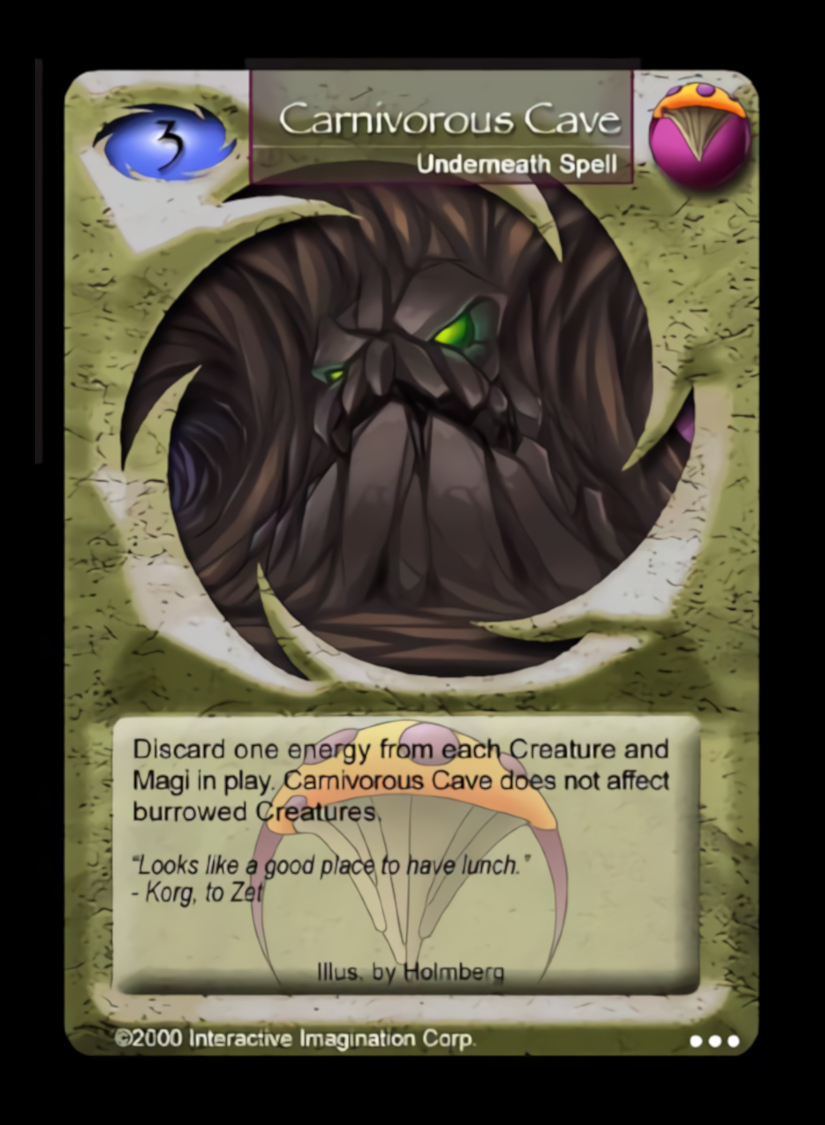 3
Carnivorous Cave
Underneath Spell
Discard one energy from each Creature and
Magi in play. Carnivorous Cave does not affect
burrowed Creatures.
"Looks like a good place to have lunch."
- Korg, to Zet
Illus. by Holmberg
©2000 Interactive Imagination Corp.